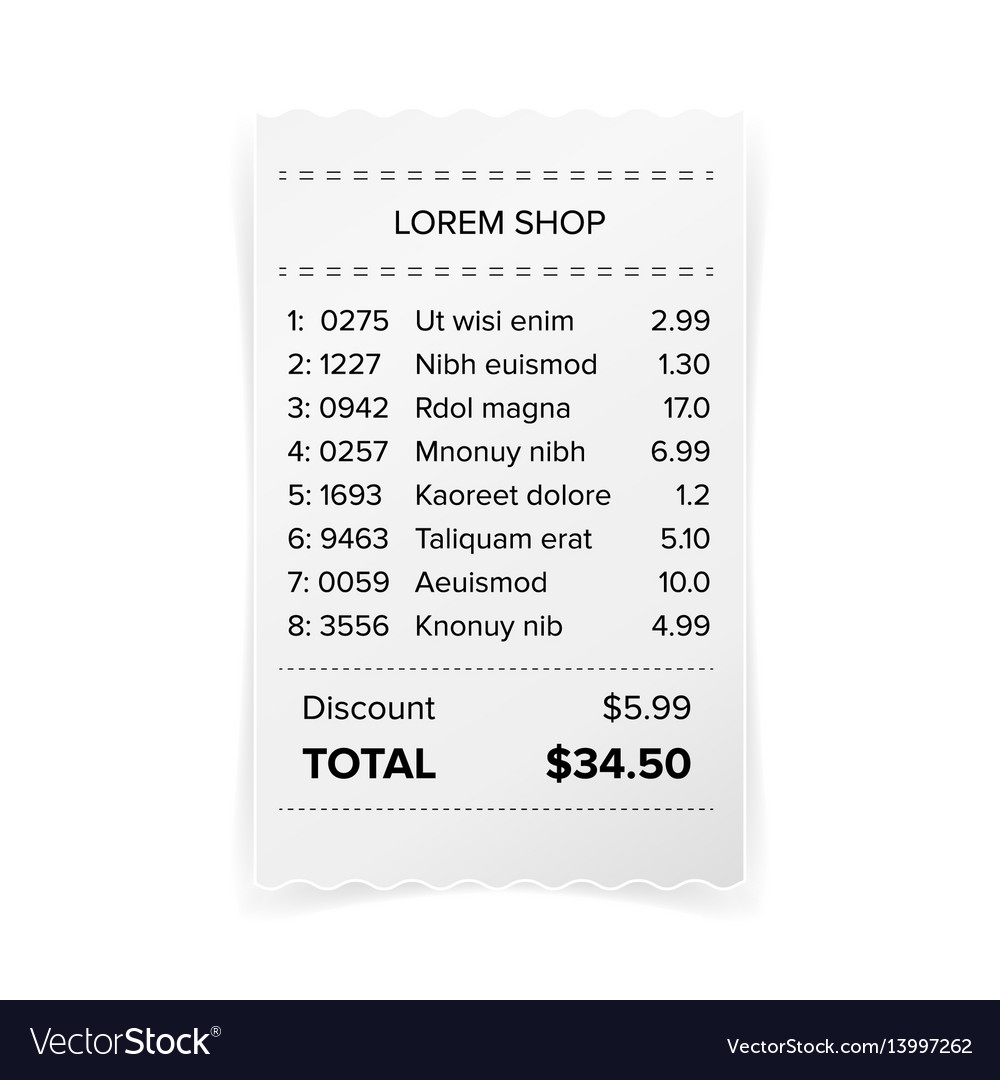 LOREM SHOP
1: 0275 Ut wisi enim 2.99
2: 1227 Nibh euismod 1.30
3: 0942 Rdol magna 17.0
4: 0257 Mnonuy nibh 6.99
5: 1693 Kaoreet dolore 1.2
6: 9463 Taliquam erat 5.10
7: 0059 Aeuismod 10.0
8: 3556 Knonuy nib 4.99
Discount $5.99
TOTAL $34.50
VectorStock® VectorStock.com/13997262